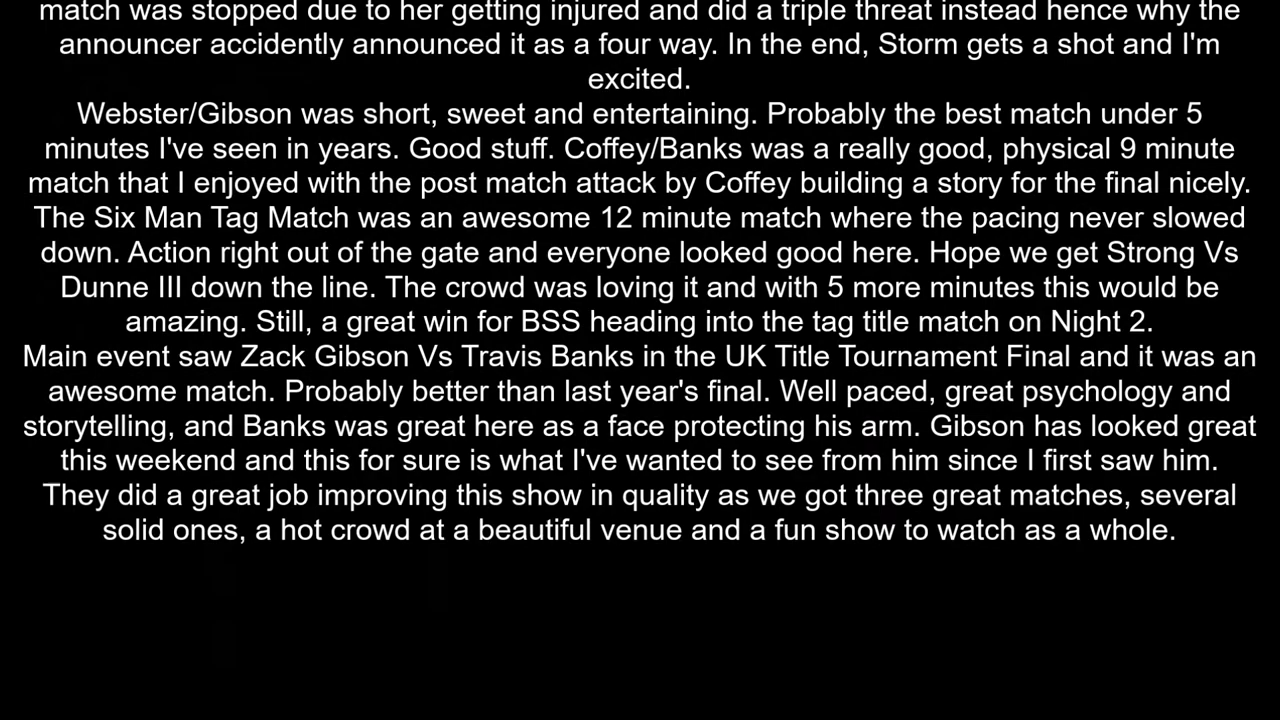 match was stopped due to her getting injured and did a triple threat instead hence why the
announcer accidently announced it as a four way. In the end, Storm gets a shot and I'm
excited.
Webster/Gibson was short, sweet and entertaining. Probably the best match under 5
minutes I've seen in years. Good stuff. Coffey/Banks was a really good, physical 9 minute
match that I enjoyed with the post match attack by Coffey building a story for the final nicely.
The Six Man Tag Match was an awesome 12 minute match where the pacing never slowed
down. Action right out of the gate and everyone looked good here. Hope we get Strong Vs
Dunne III down the line. The crowd was loving it and with 5 more minutes this would be
amazing. Still, a great win for BSS heading into the tag title match on Night 2.
Main event saw Zack Gibson Vs Travis Banks in the UK Title Tournament Final and it was an
awesome match. Probably better than last year's final. Well paced, great psychology and
storytelling, and Banks was great here as a face protecting his arm. Gibson has looked great
this weekend and this for sure is what I've wanted to see from him since I first saw him.
They did a great job improving this show in quality as we got three great matches, several
solid ones, a hot crowd at a beautiful venue and a fun show to watch as a whole.